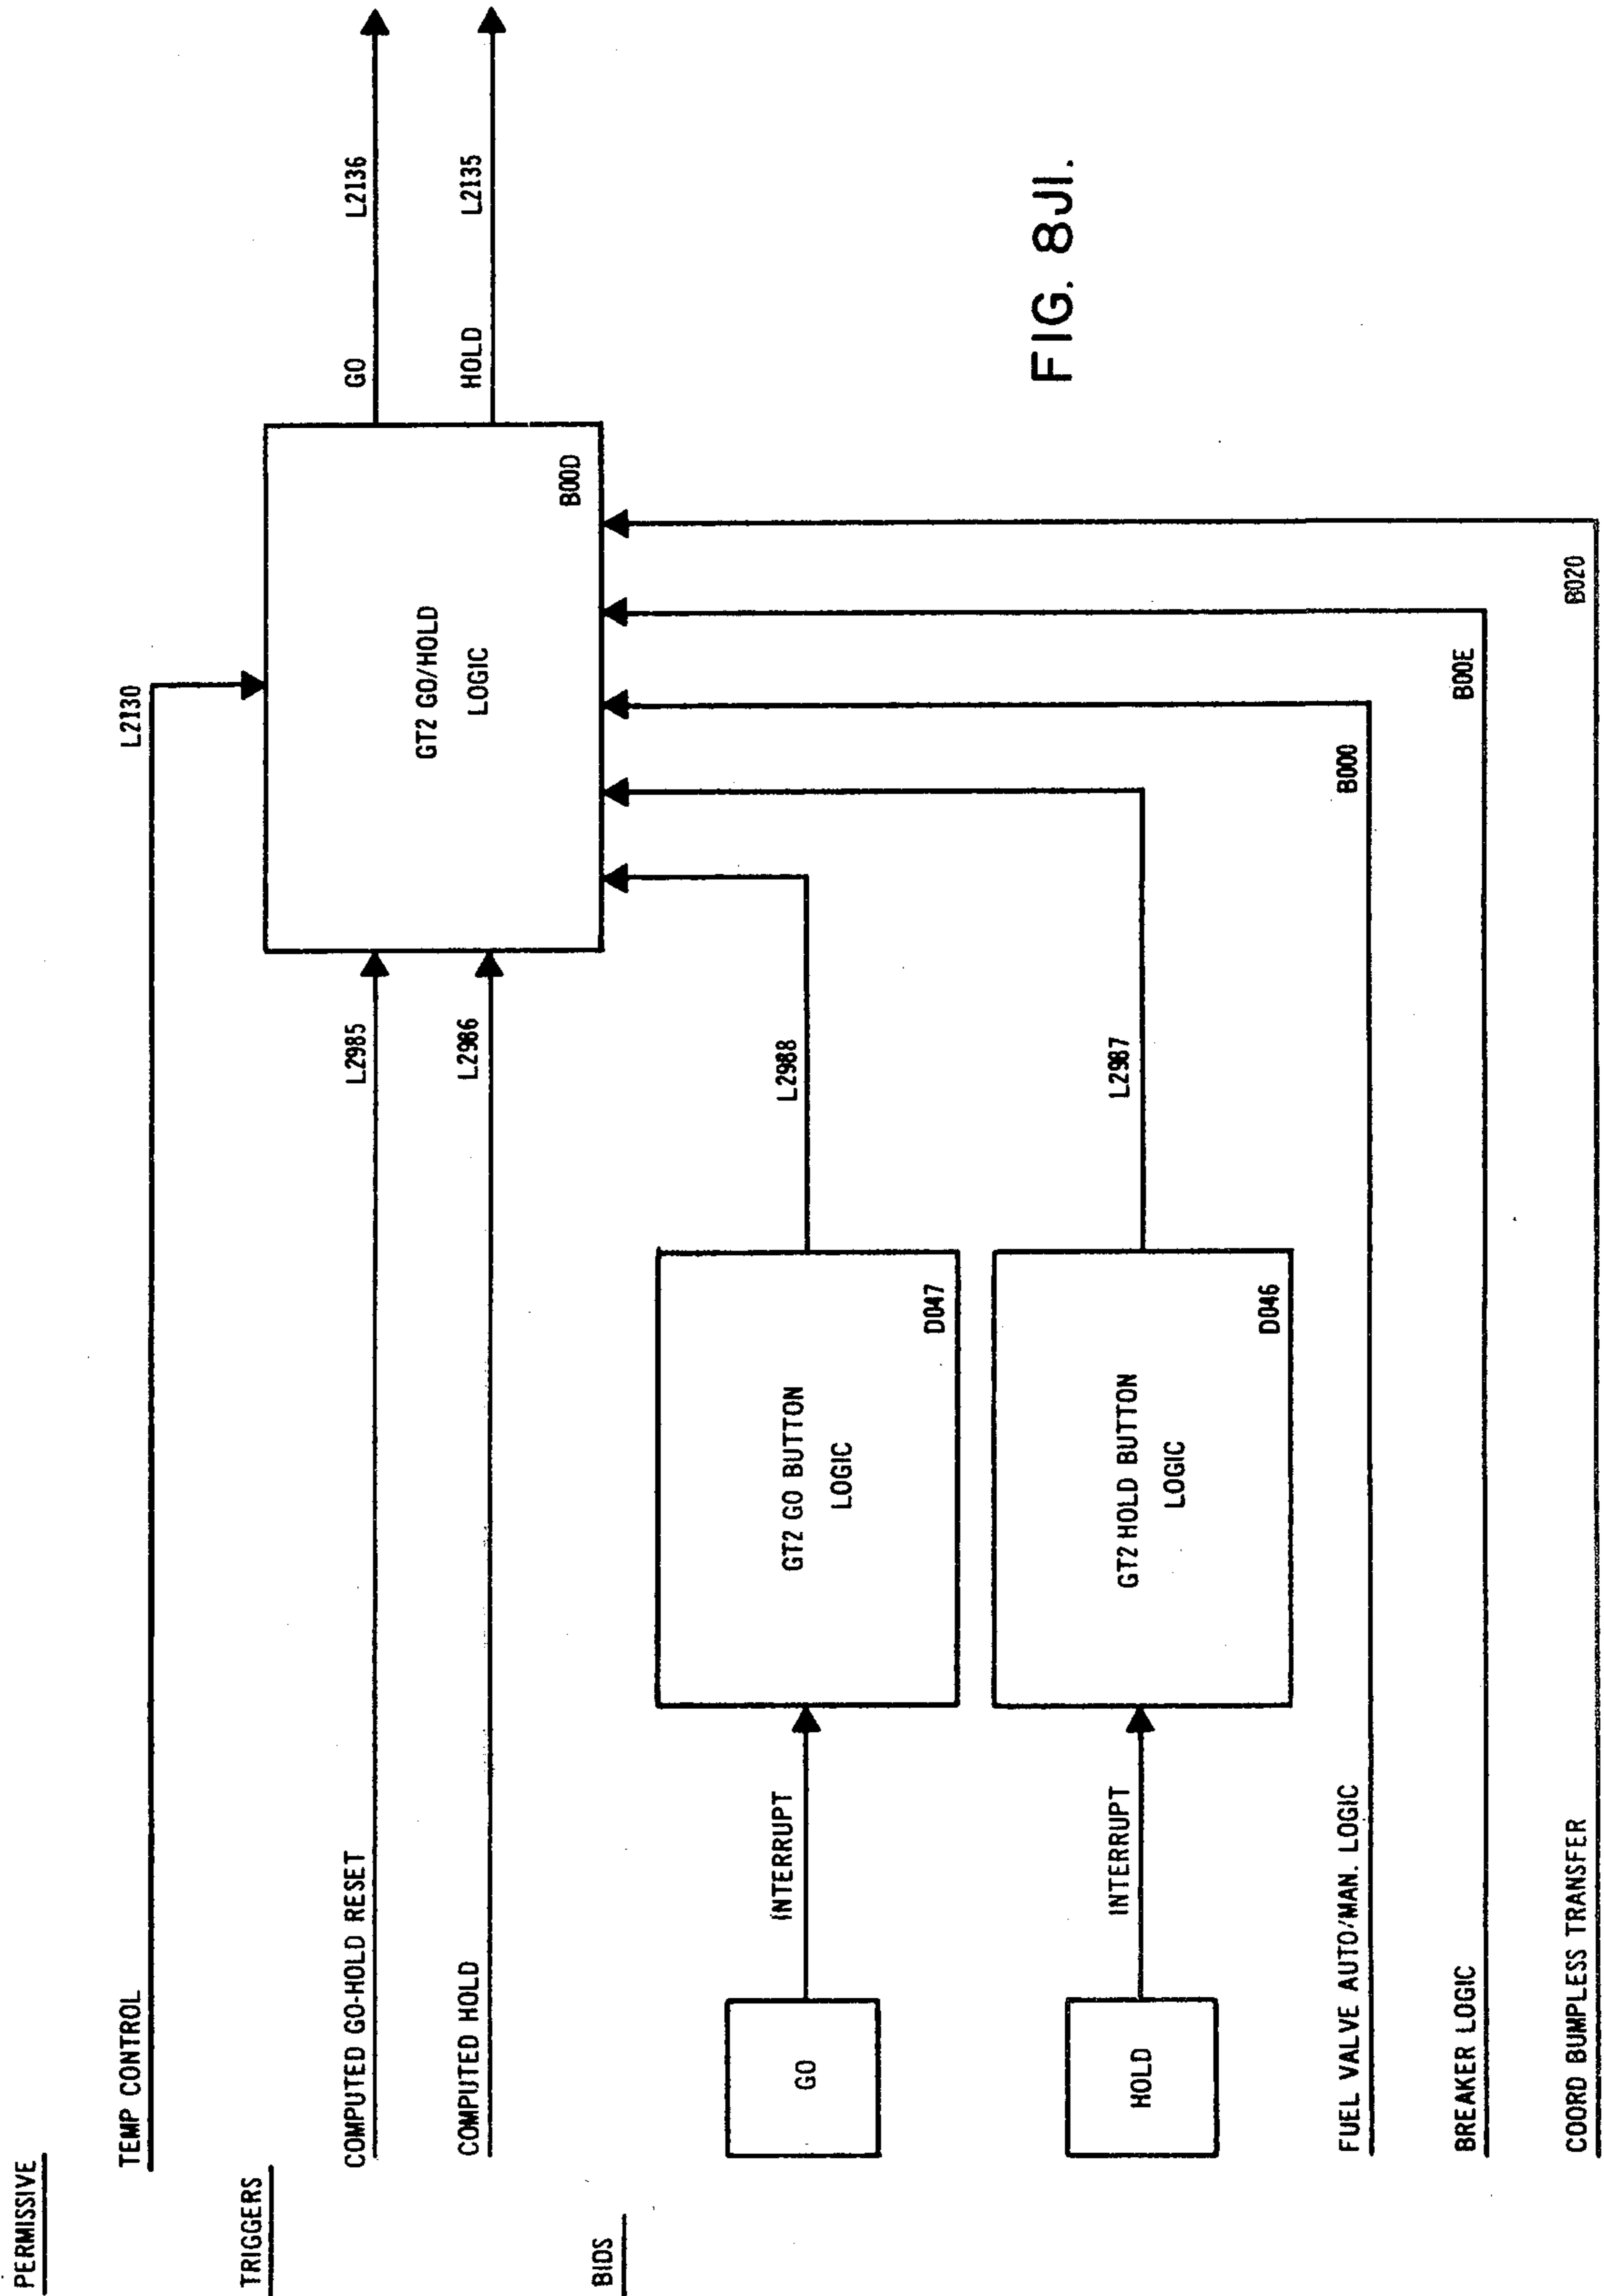 PERMISSIVE
TEMP CONTROL
L2130
TRIGGERS
COMPUTED GO-HOLD RESET
L2985
COMPUTED HOLD
L2986
GT2 GO/HOLD
LOGIC
B00D
GO
L2136
HOLD
L2135
BIDS
GO
INTERRUPT
GT2 GO BUTTON
LOGIC
D047
L2988
HOLD
INTERRUPT
GT2 HOLD BUTTON
LOGIC
D046
L2987
FUEL VALVE AUTO/MAN. LOGIC
B000
BREAKER LOGIC
B00E
COORD BUMPLESS TRANSFER
B020
FIG. 8J1.